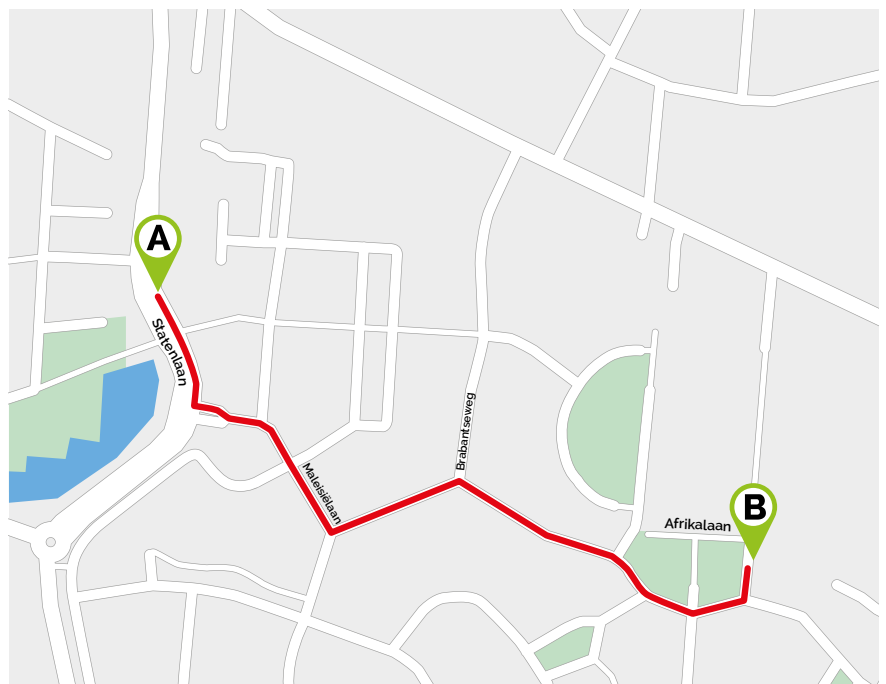 A
Statenlaan
Brabantseweg
Maleisiëlaan
B
Afrikalaan